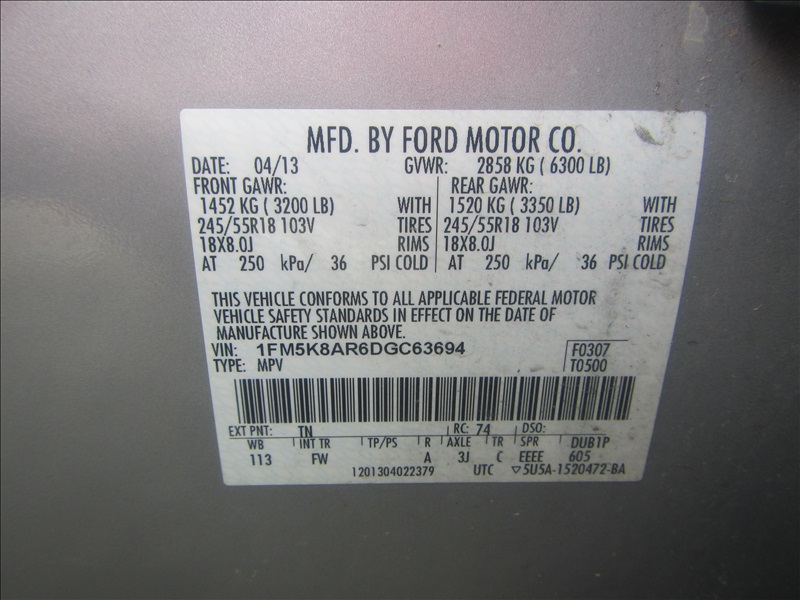 MFD. BY FORD MOTOR CO.
DATE: 04/13 GVWR: 2858 KG ( 6300 LB)
FRONT GAWR: REAR GAWR:
1452 KG ( 3200 LB) WITH 1520 KG ( 3350 LB) WITH
245/55R18 103V TIRES 245/55R18 103V TIRES
18X8.0J RIMS 18X8.0J RIMS
AT 250 kPa/ 36 PSI COLD AT 250 kPa/ 36 PSI COLD
THIS VEHICLE CONFORMS TO ALL APPLICABLE FEDERAL MOTOR
VEHICLE SAFETY STANDARDS IN EFFECT ON THE DATE OF
MANUFACTURE SHOWN ABOVE.
VIN: 1FM5K8AR6DGC63694 F0307
TYPE: MPV T0500
EXT PNT: TN RC: 74 DSO:
WB INT TR TP/PS R AXLE TR SPR DUB1P
113 FW A 3J C EEEE 605
1201304022379 UTC ▽5U5A-1520472-BA